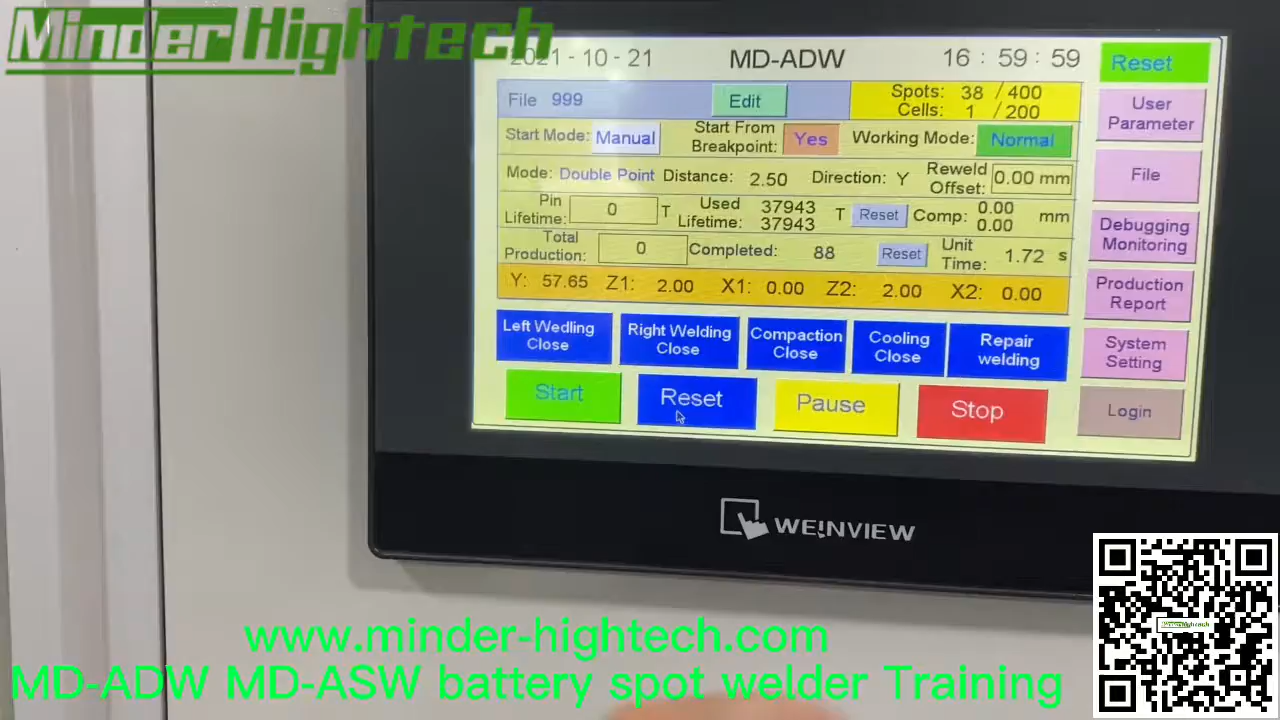 Minder Hightech
2021 - 10 - 21 MD-ADW 16 : 59 : 59 Reset
File 999 Edit Spots: 38 / 400
Cells: 1 / 200
User
Parameter
Start Mode: Manual Start From
Breakpoint: Yes Working Mode: Normal
Mode: Double Point Distance: 2.50 Direction: Y Reweld
Offset: 0.00 mm
File
Pin
Lifetime: 0 T Used
Lifetime: 37943
37943 T Reset Comp: 0.00
0.00 mm
Debugging
Monitoring
Total
Production: 0 Completed: 88 Reset Unit
Time: 1.72 s
Y: 57.65 Z1: 2.00 X1: 0.00 Z2: 2.00 X2: 0.00
Production
Report
Left Wedling
Close
Right Welding
Close
Compaction
Close
Cooling
Close
Repair
welding
System
Setting
Start Reset Pause Stop Login
WE!NVIEW
www.minder-hightech.com
MD-ADW MD-ASW battery spot welder Training